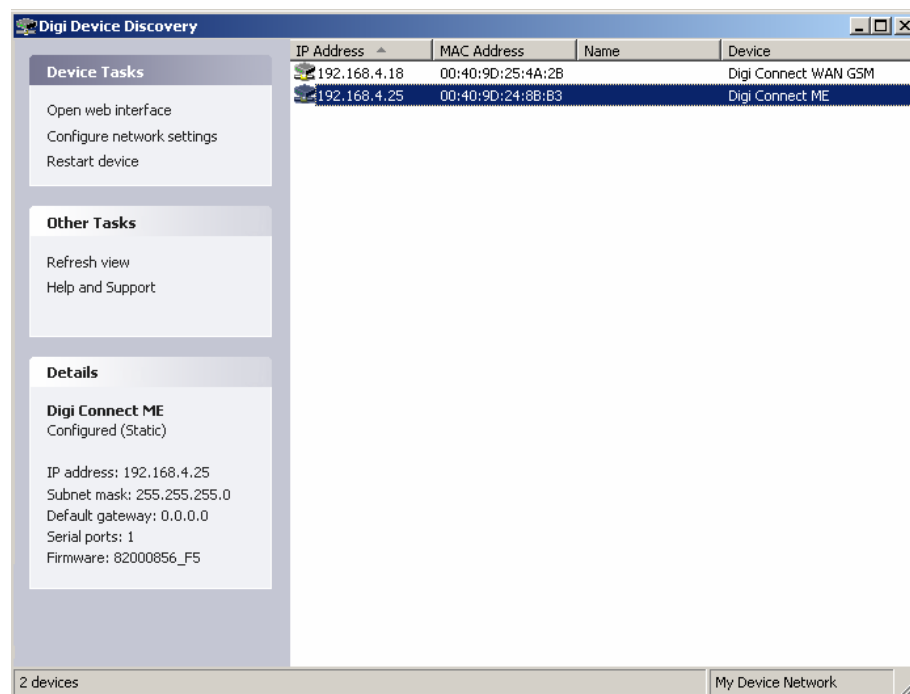 Digi Device Discovery
Device Tasks
Open web interface
Configure network settings
Restart device
Other Tasks
Refresh view
Help and Support
Details
Digi Connect ME
Configured (Static)
IP address: 192.168.4.25
Subnet mask: 255.255.255.0
Default gateway: 0.0.0.0
Serial ports: 1
Firmware: 82000856_F5
IP Address MAC Address Name Device
192.168.4.18 00:40:9D:25:4A:2B Digi Connect WAN GSM
192.168.4.25 00:40:9D:24:8B:B3 Digi Connect ME
2 devices My Device Network